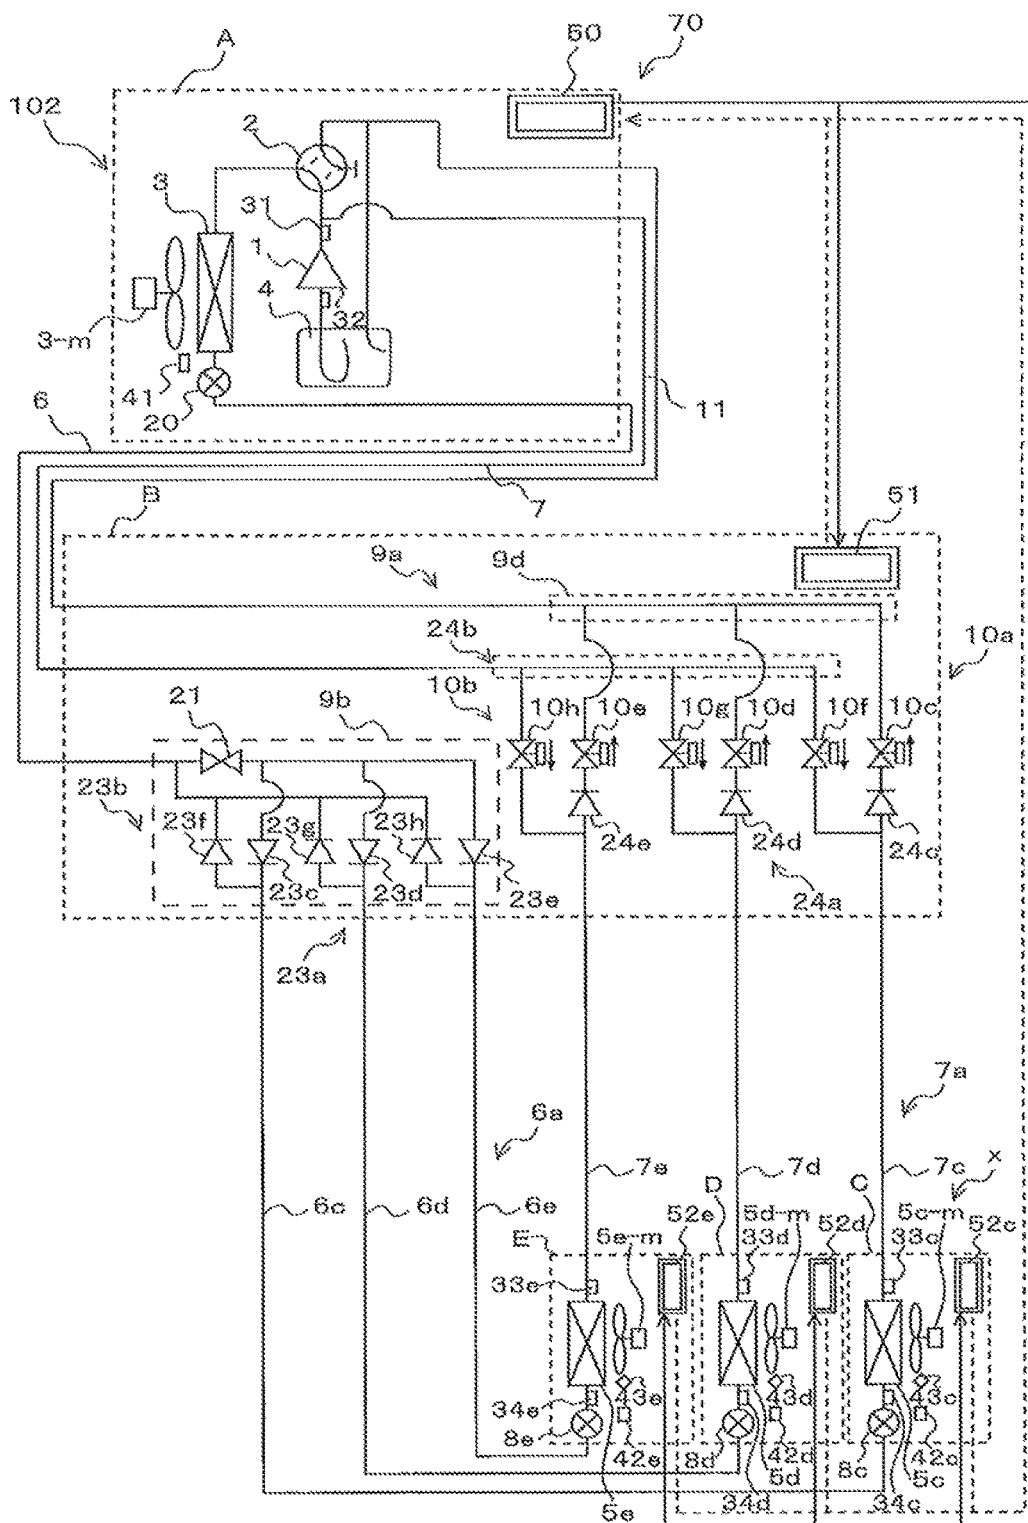 A
50
70
102
2
3
31
1
4
32
3-m
41
20
6
11
7
B
51
9a
9d
24b
10a
10b
21
9b
10h
10e
10g
10d
10f
10c
23b
23f
23g
23h
24e
24d
24c
23c
23d
23e
24a
23a
7a
6a
x
7e
7d
7c
6c
6d
6e
D
C
E
5e-m
52e
5d-m
52d
5c-m
52c
33e
33d
33c
43e
43d
43c
34e
8e
42e
8d
42d
8c
42c
5d
5c
5e
34d
34c